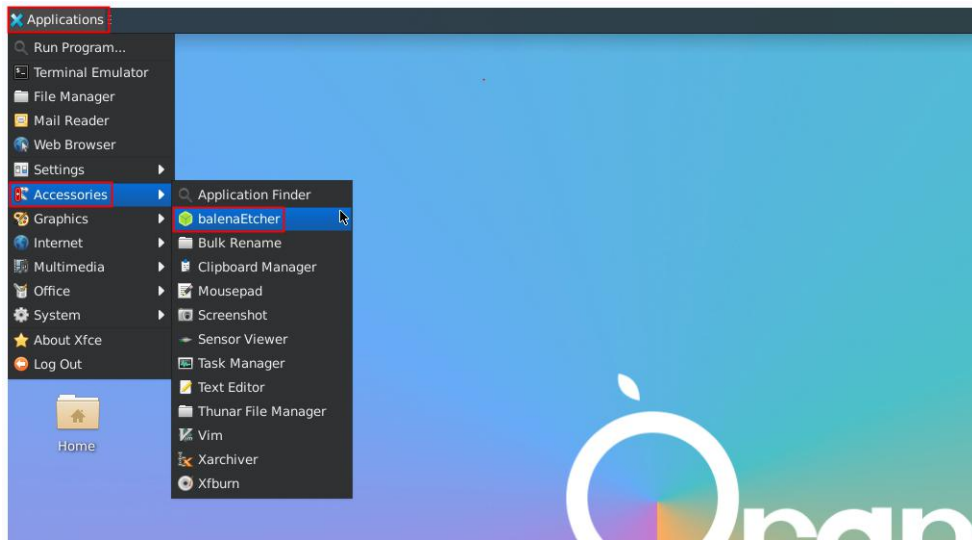 Applications
Run Program...
Terminal Emulator
File Manager
Mail Reader
Web Browser
Settings
Accessories
Graphics
Internet
Multimedia
Office
System
About Xfce
Log Out
Application Finder
balenaEtcher
Bulk Rename
Clipboard Manager
Mousepad
Screenshot
Sensor Viewer
Task Manager
Text Editor
Thunar File Manager
Vim
Xarchiver
Xfburn
Home